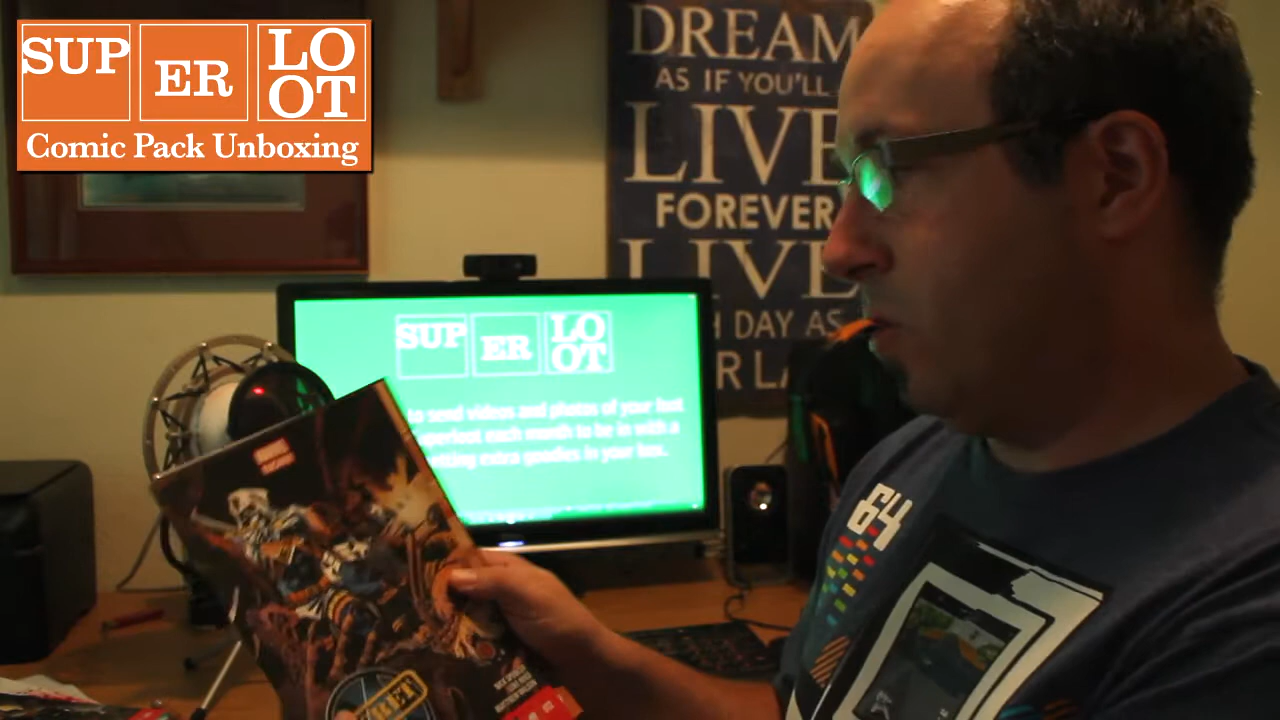 SUP ER LO OT
Comic Pack Unboxing
DREAM
AS IF YOU'LL
LIVE
FOREVER
LIVE
H DAY AS
R LA
SUP ER LO OT
to send videos and photos of your loot
uperloot each month to be in with a
etting extra goodies in your box.
MARVEL
64